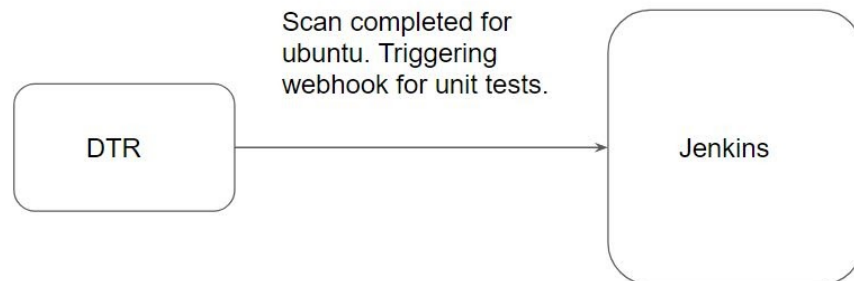 Scan completed for
ubuntu. Triggering
webhook for unit tests.
DTR
Jenkins